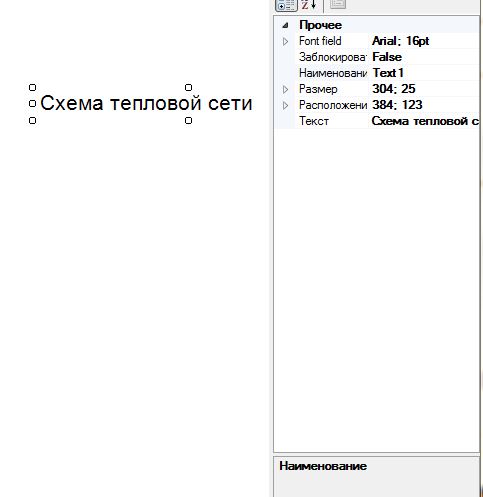 Схема тепловой сети
Прочее
Font field Arial; 16pt
Заблокироват False
Наименовани Text1
Размер 304; 25
Расположени 384; 123
Текст Схема тепловой с
Наименование